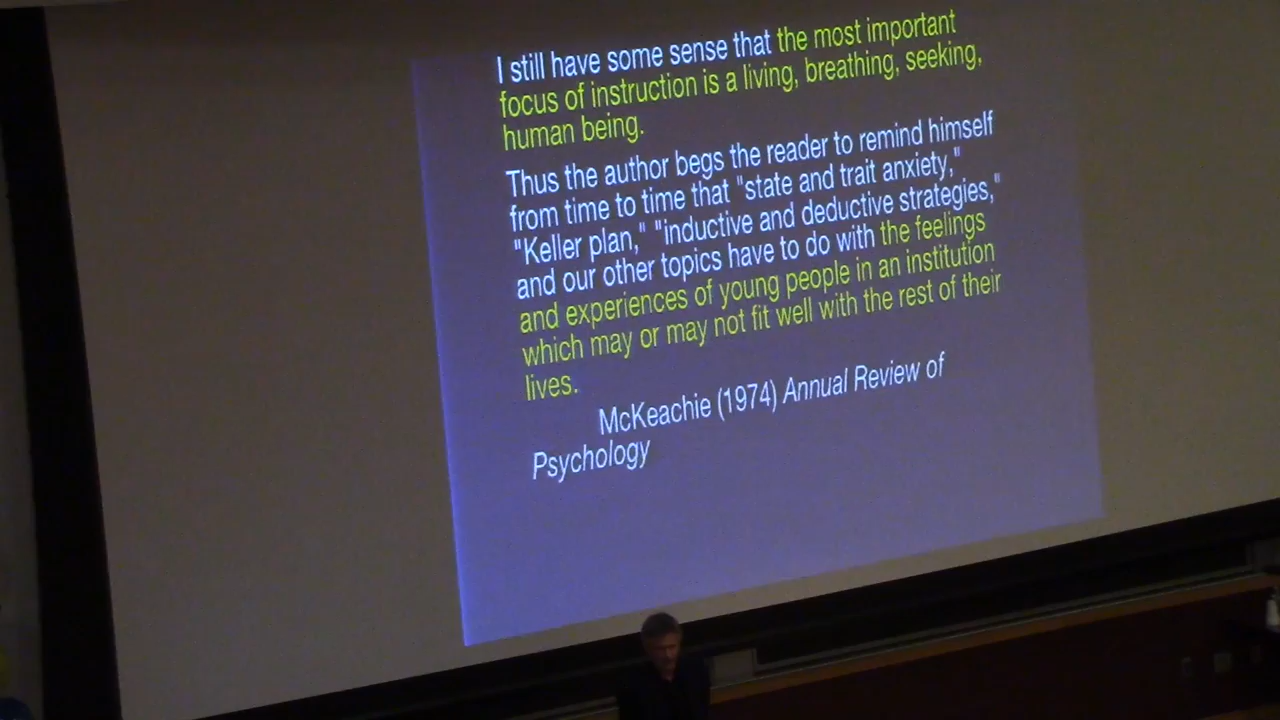 I still have some sense that the most important
focus of instruction is a living, breathing, seeking,
human being.
Thus the author begs the reader to remind himself
from time to time that "state and trait anxiety,"
"Keller plan," "inductive and deductive strategies,"
and our other topics have to do with the feelings
and experiences of young people in an institution
which may or may not fit well with the rest of their
lives.
McKeachie (1974) Annual Review of
Psychology